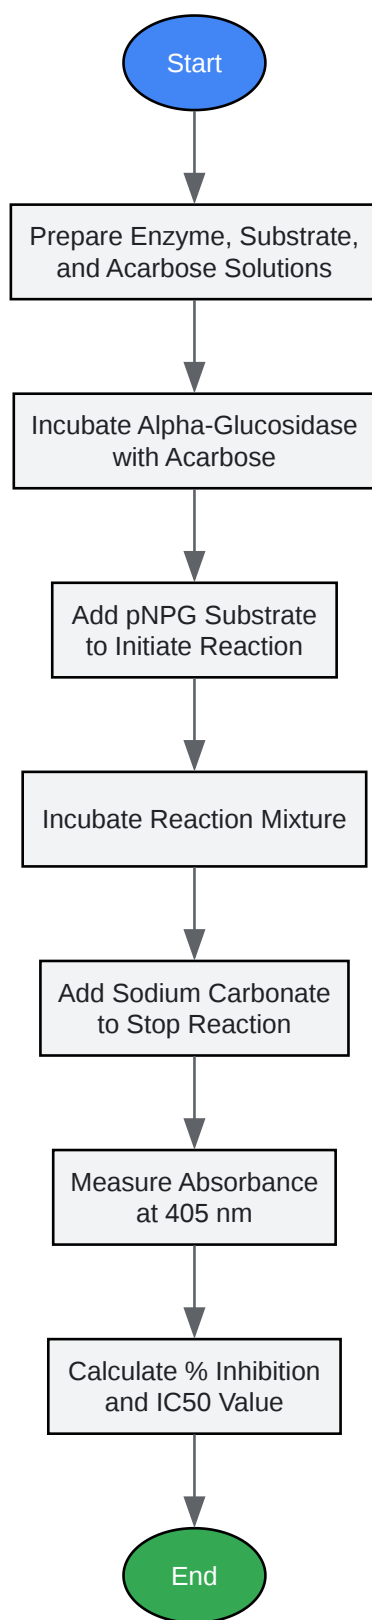 Start
Prepare Enzyme, Substrate,
and Acarbose Solutions
Incubate Alpha-Glucosidase
with Acarbose
Add pNPG Substrate
to Initiate Reaction
Incubate Reaction Mixture
Add Sodium Carbonate
to Stop Reaction
Measure Absorbance
at 405 nm
Calculate % Inhibition
and IC50 Value
End